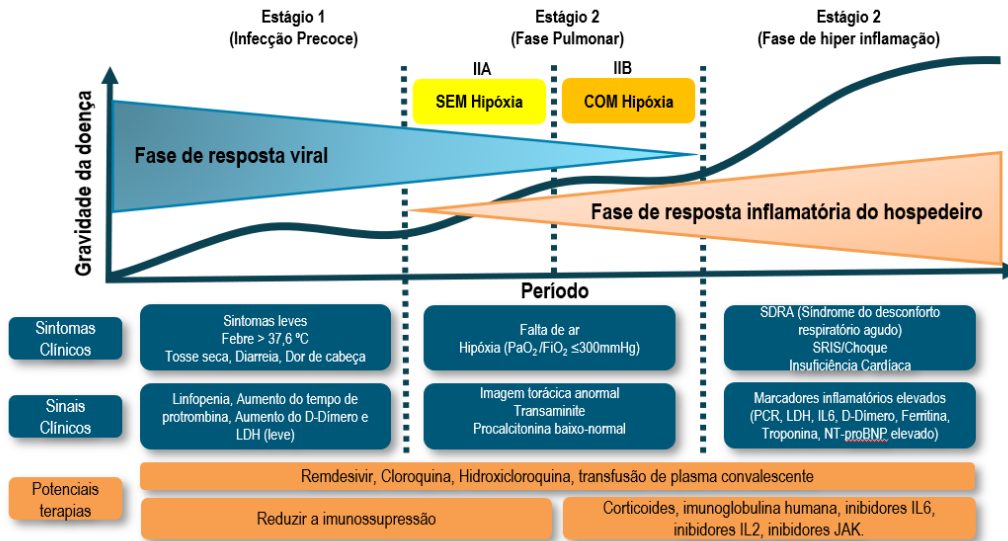 Estágio 1
(Infecção Precoce)
Estágio 2
(Fase Pulmonar)
Estágio 2
(Fase de hiper inflamação)
IIA
IIB
SEM Hipóxia
COM Hipóxia
Gravidade da doença
Fase de resposta viral
Fase de resposta inflamatória do hospedeiro
Período
Sintomas
Clínicos
Sintomas leves
Febre > 37,6 ºC
Tosse seca, Diarreia, Dor de cabeça
Falta de ar
Hipóxia (PaO₂/FiO₂ ≤300mmHg)
SDRA (Síndrome do desconforto
respiratório agudo)
SRIS/Choque
Insuficiência Cardíaca
Sinais
Clínicos
Linfopenia, Aumento do tempo de
protrombina, Aumento do D-Dímero e
LDH (leve)
Imagem torácica anormal
Transaminite
Procalcitonina baixo-normal
Marcadores inflamatórios elevados
(PCR, LDH, IL6, D-Dímero, Ferritina,
Troponina, NT-proBNP elevado)
Potenciais
terapias
Remdesivir, Cloroquina, Hidroxicloroquina, transfusão de plasma convalescente
Reduzir a imunossupressão
Corticoides, imunoglobulina humana, inibidores IL6,
inibidores IL2, inibidores JAK.